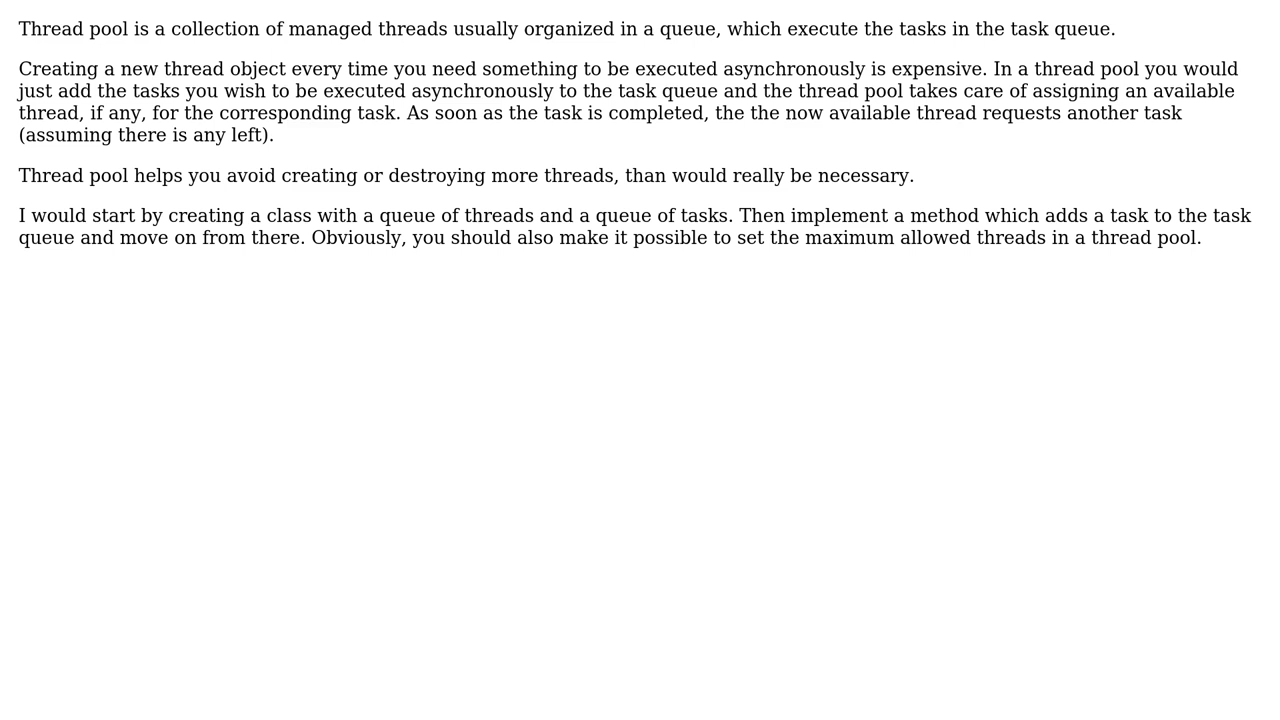 Thread pool is a collection of managed threads usually organized in a queue, which execute the tasks in the task queue.
Creating a new thread object every time you need something to be executed asynchronously is expensive. In a thread pool you would
just add the tasks you wish to be executed asynchronously to the task queue and the thread pool takes care of assigning an available
thread, if any, for the corresponding task. As soon as the task is completed, the the now available thread requests another task
(assuming there is any left).
Thread pool helps you avoid creating or destroying more threads, than would really be necessary.
I would start by creating a class with a queue of threads and a queue of tasks. Then implement a method which adds a task to the task
queue and move on from there. Obviously, you should also make it possible to set the maximum allowed threads in a thread pool.